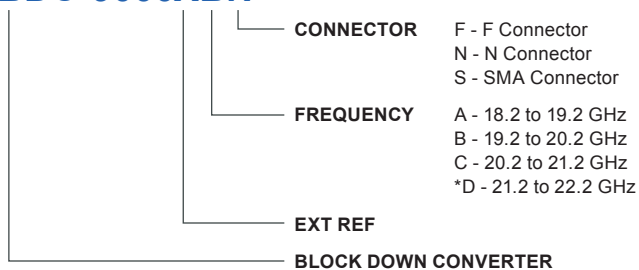 CONNECTOR F - F Connector
N - N Connector
S - SMA Connector
FREQUENCY A - 18.2 to 19.2 GHz
B - 19.2 to 20.2 GHz
C - 20.2 to 21.2 GHz
*D - 21.2 to 22.2 GHz
EXT REF
BLOCK DOWN CONVERTER